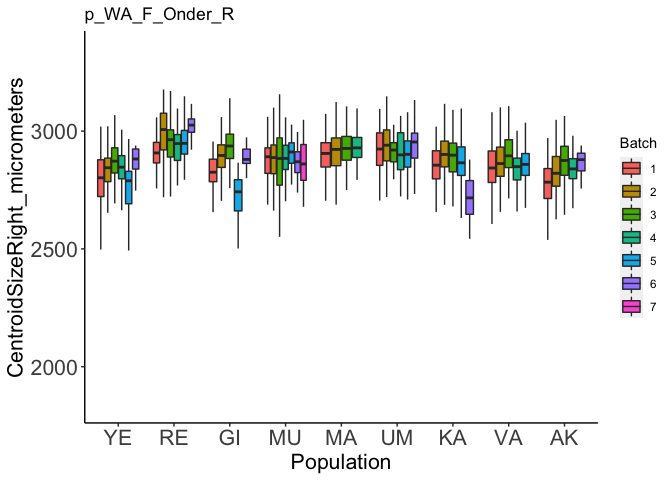 p_WA_F_Onder_R
CentroidSizeRight_micrometers
3000
2500
2000
YE RE GI MU MA UM KA VA AK
Population
Batch
1
2
3
4
5
6
7